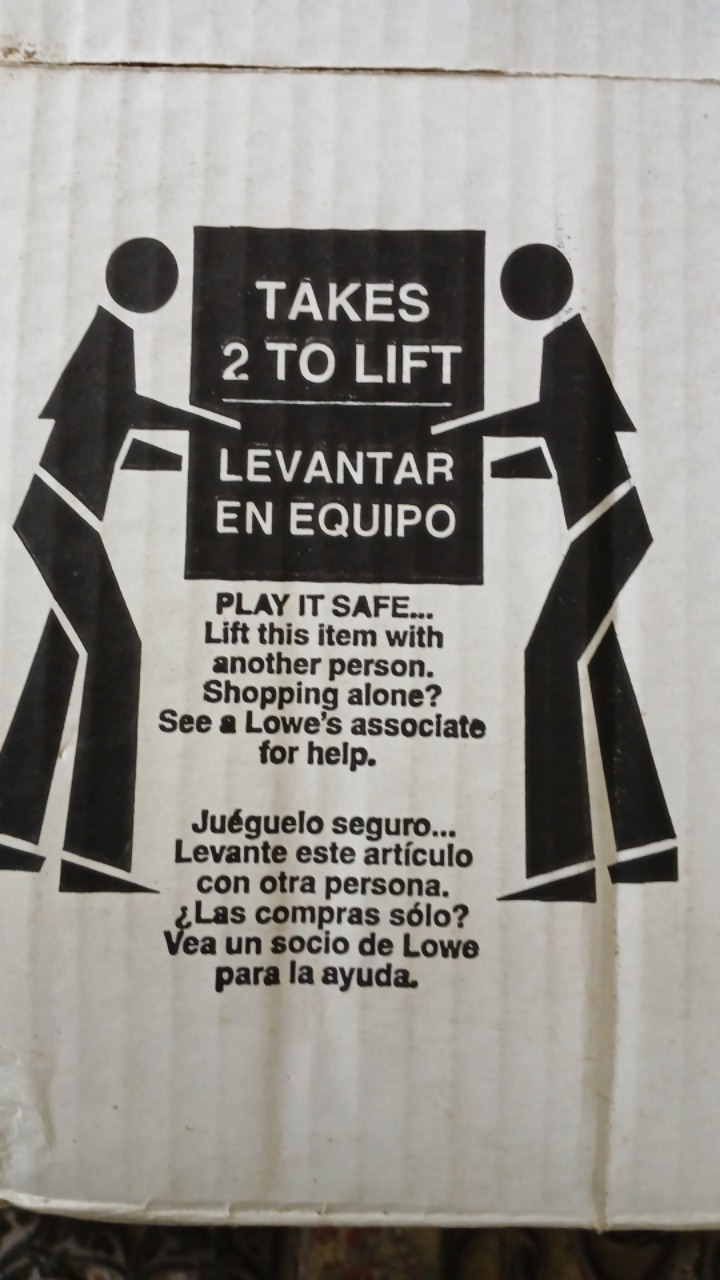 TAKES
2 TO LIFT
LEVANTAR
EN EQUIPO
PLAY IT SAFE...
Lift this item with
another person.
Shopping alone?
See a Lowe's associate
for help.
Juéguelo seguro...
Levante este artículo
con otra persona.
¿Las compras sólo?
Vea un socio de Lowe
para la ayuda.